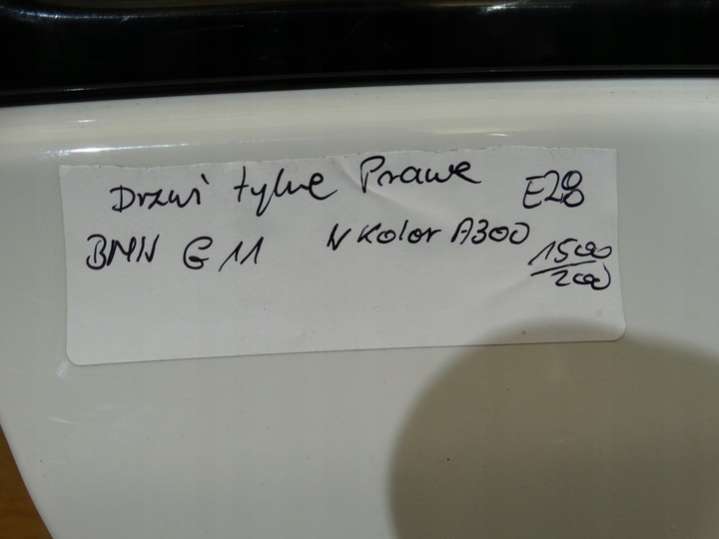 Drzwi tylne Prawe E28
BMW G11 W Kolor A300 1500
200